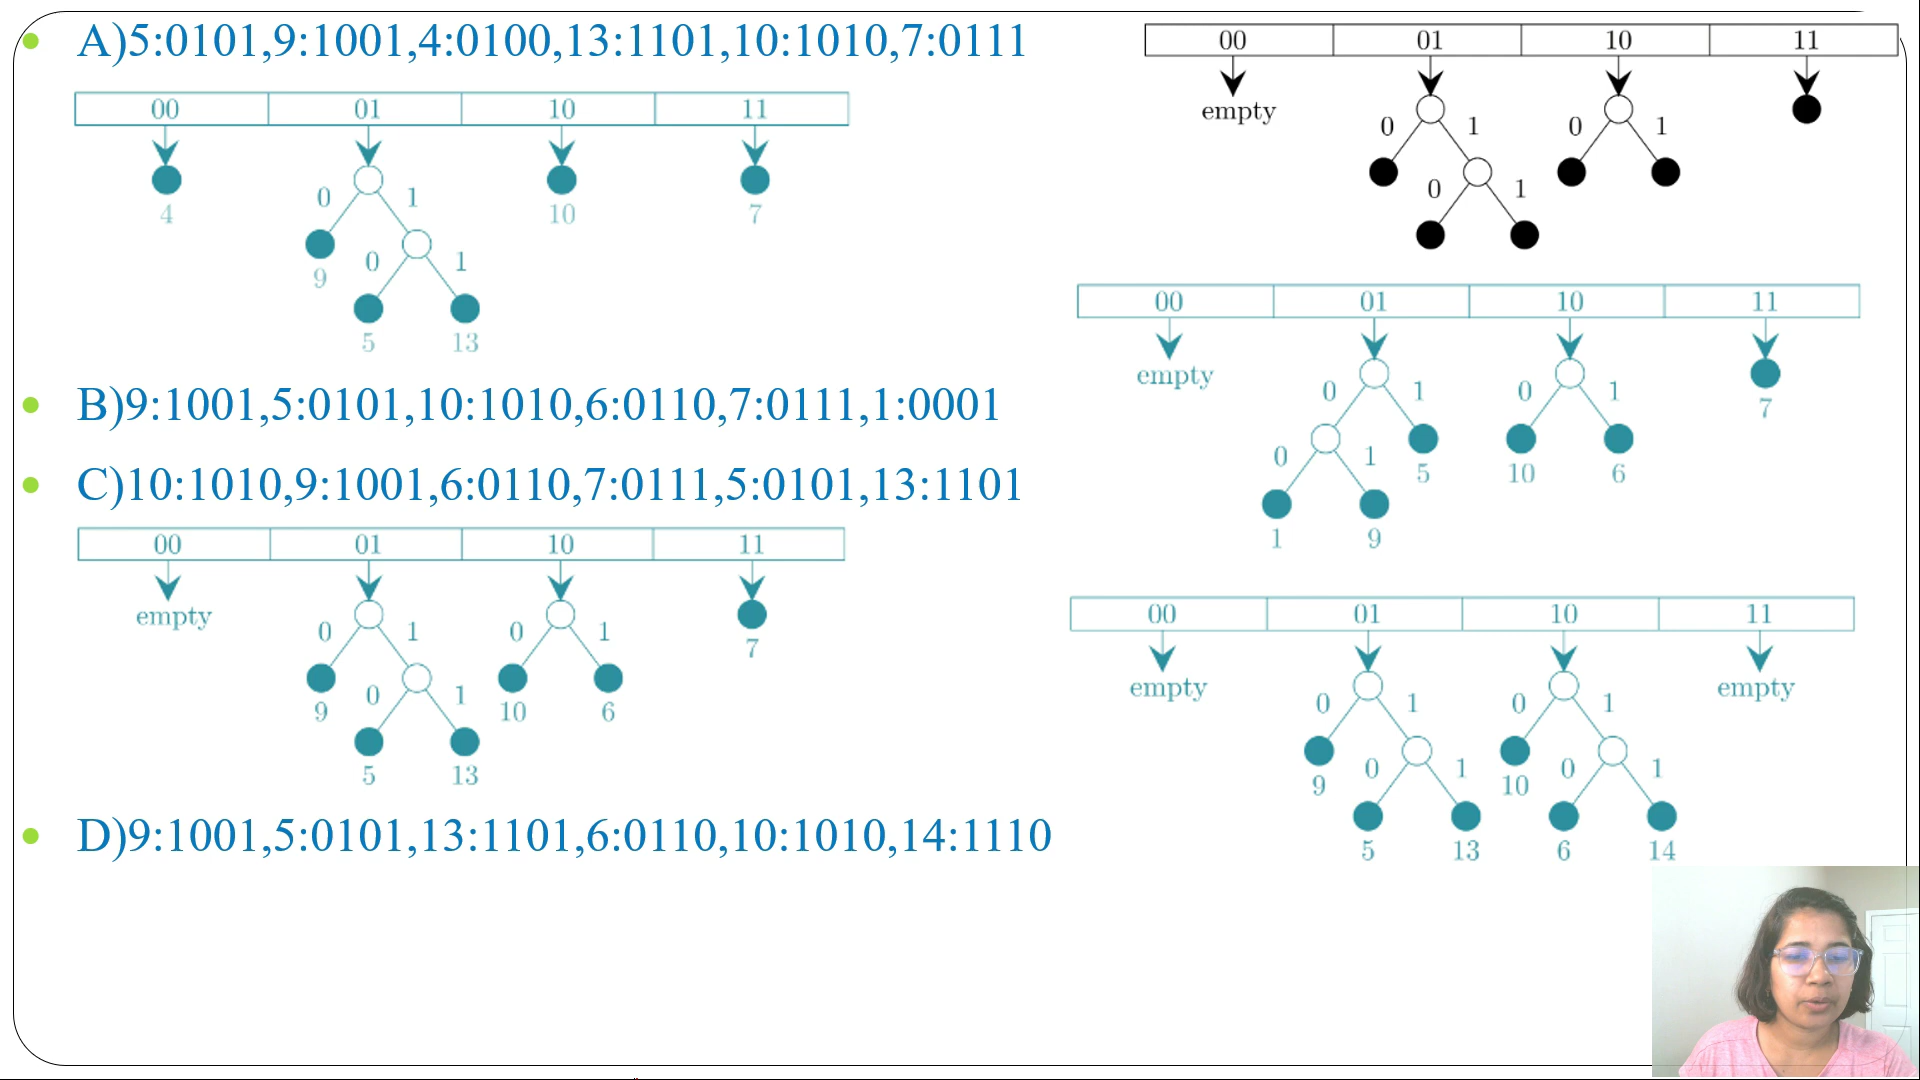 A)5:0101,9:1001,4:0100,13:1101,10:1010,7:0111
00 01 10 11
0 1
4 10 7
9 0 1
5 13
00 01 10 11
empty
0 1 0 1
0 1
00 01 10 11
empty
0 1 0 1
7
0 1 5 10 6
1 9
B)9:1001,5:0101,10:1010,6:0110,7:0111,1:0001
C)10:1010,9:1001,6:0110,7:0111,5:0101,13:1101
00 01 10 11
empty
0 1 0 1
7
9 0 1 10 6
5 13
00 01 10 11
empty empty
0 1 0 1
9 0 1 10 0 1
5 13 6 14
D)9:1001,5:0101,13:1101,6:0110,10:1010,14:1110